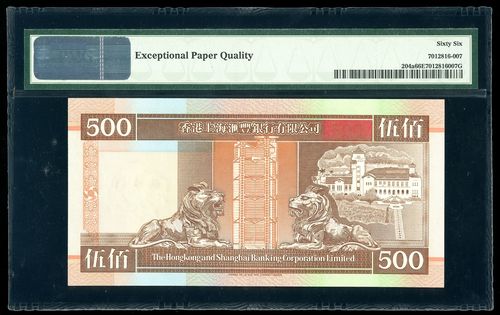 Exceptional Paper Quality
Sixty Six
7012816-007
204a66E7012816007G
500
香港上海滙豐銀行有限公司
伍佰
伍佰
The Hongkong and Shanghai Banking Corporation Limited
500